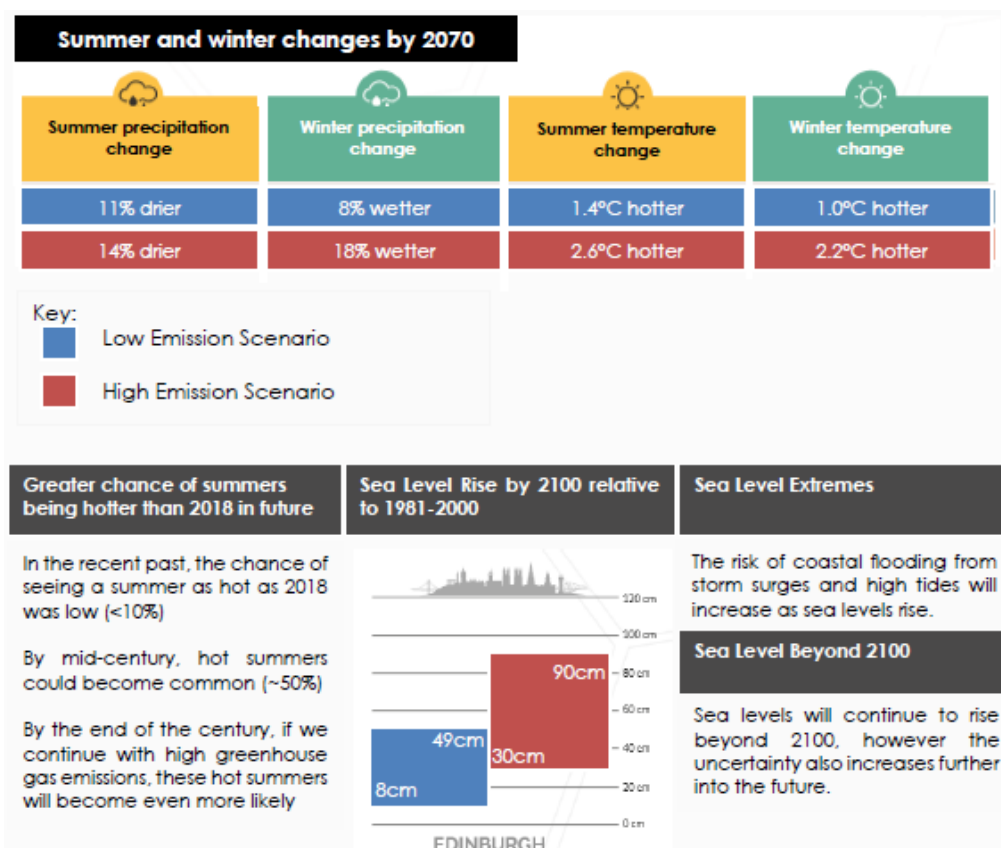 Summer and winter changes by 2070
Summer precipitation
change
Winter precipitation
change
Summer temperature
change
Winter temperature
change
11% drier
8% wetter
1.4ºC hotter
1.0ºC hotter
14% drier
18% wetter
2.6ºC hotter
2.2ºC hotter
Key:
Low Emission Scenario
High Emission Scenario
Greater chance of summers
being hotter than 2018 in future
In the recent past, the chance of
seeing a summer as hot as 2018
was low (<10%)
By mid-century, hot summers
could become common (~50%)
By the end of the century, if we
continue with high greenhouse
gas emissions, these hot summers
will become even more likely
Sea Level Rise by 2100 relative
to 1981-2000
120 cm
100 cm
80 cm
60 cm
40 cm
20 cm
0 cm
90cm
49cm
30cm
8cm
EDINBURGH
Sea Level Extremes
The risk of coastal flooding from
storm surges and high tides will
increase as sea levels rise.
Sea Level Beyond 2100
Sea levels will continue to rise
beyond 2100, however the
uncertainty also increases further
into the future.